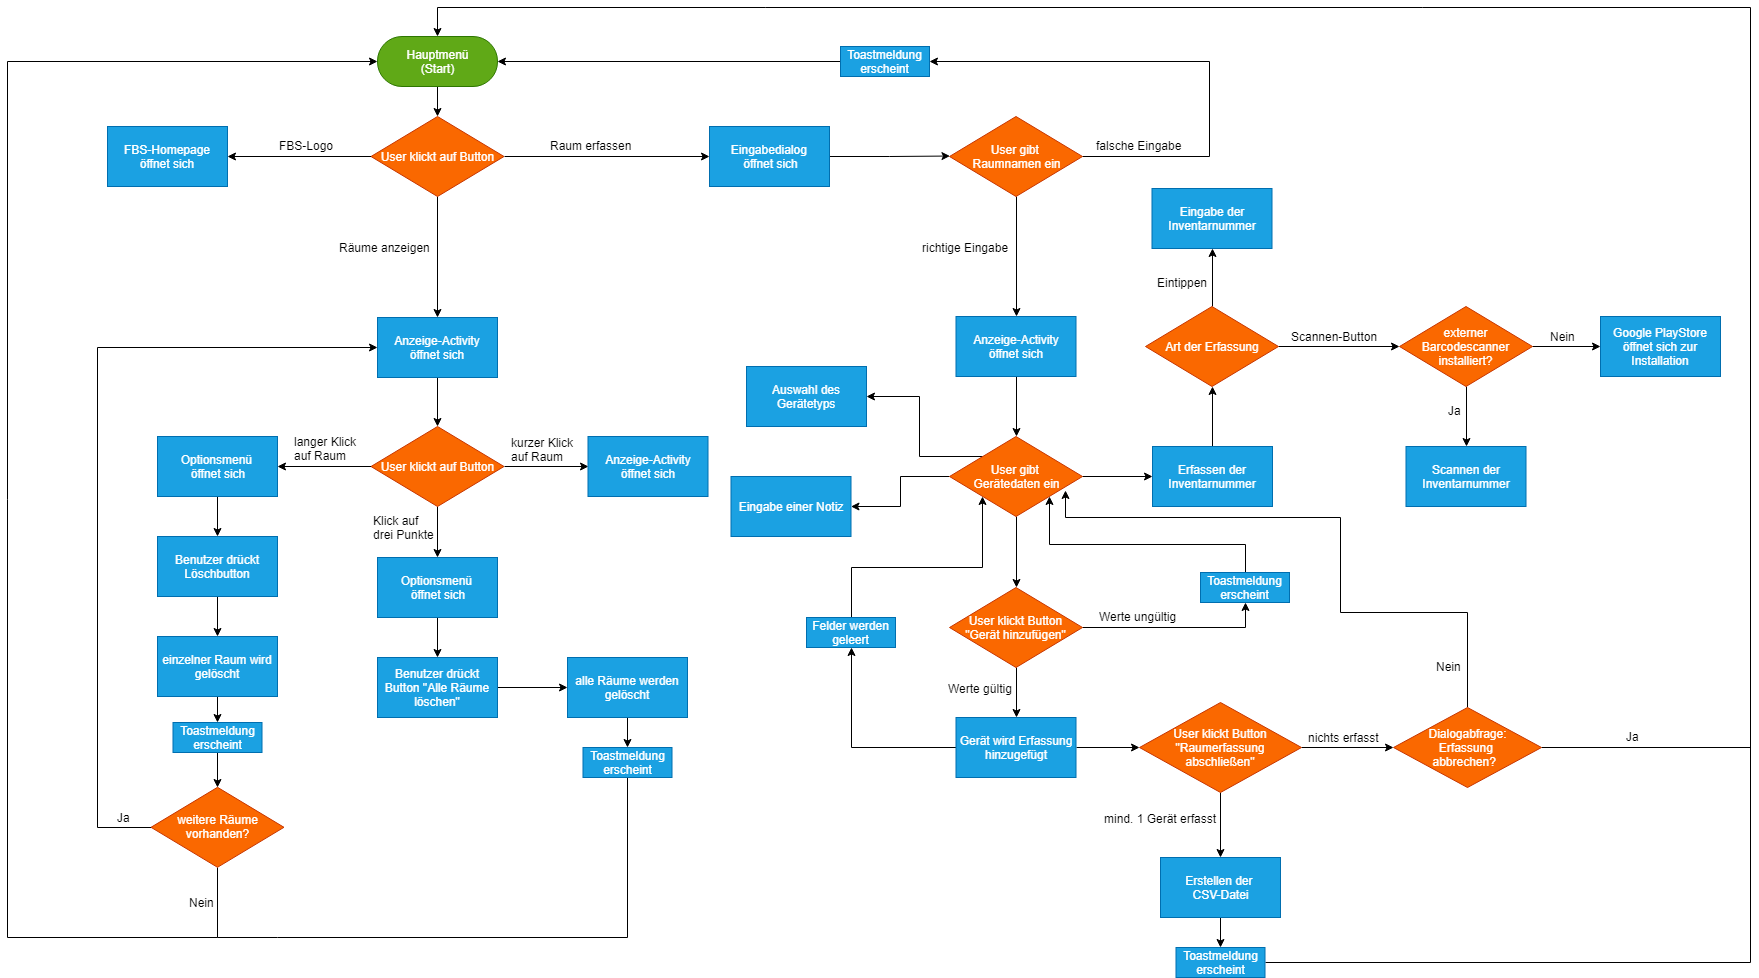 Hauptmenü
(Start)
Toastmeldung
erscheint
FBS-Homepage
öffnet sich
FBS-Logo
User klickt auf Button
Raum erfassen
Eingabedialog
öffnet sich
User gibt
Raumnamen ein
falsche Eingabe
Räume anzeigen
richtige Eingabe
Eingabe der
Inventarnummer
Eintippen
Anzeige-Activity
öffnet sich
Anzeige-Activity
öffnet sich
Art der Erfassung
Scannen-Button
externer
Barcodescanner
installiert?
Nein
Google PlayStore
öffnet sich zur
Installation
Ja
Auswahl des
Gerätetyps
Optionsmenü
öffnet sich
langer Klick
auf Raum
User klickt auf Button
kurzer Klick
auf Raum
Anzeige-Activity
öffnet sich
Eingabe einer Notiz
User gibt
Gerätedaten ein
Erfassen der
Inventarnummer
Scannen der
Inventarnummer
Klick auf
drei Punkte
Benutzer drückt
Löschbutton
Optionsmenü
öffnet sich
Felder werden
geleert
User klickt Button
"Gerät hinzufügen"
Werte ungültig
Toastmeldung
erscheint
einzelner Raum wird
gelöscht
Benutzer drückt
Button "Alle Räume
löschen"
alle Räume werden
gelöscht
Werte gültig
Nein
Toastmeldung
erscheint
Toastmeldung
erscheint
Gerät wird Erfassung
hinzugefügt
User klickt Button
"Raumerfassung
abschließen"
nichts erfasst
Dialogabfrage:
Erfassung
abbrechen?
Ja
Ja
weitere Räume
vorhanden?
mind. 1 Gerät erfasst
Nein
Erstellen der
CSV-Datei
Toastmeldung
erscheint